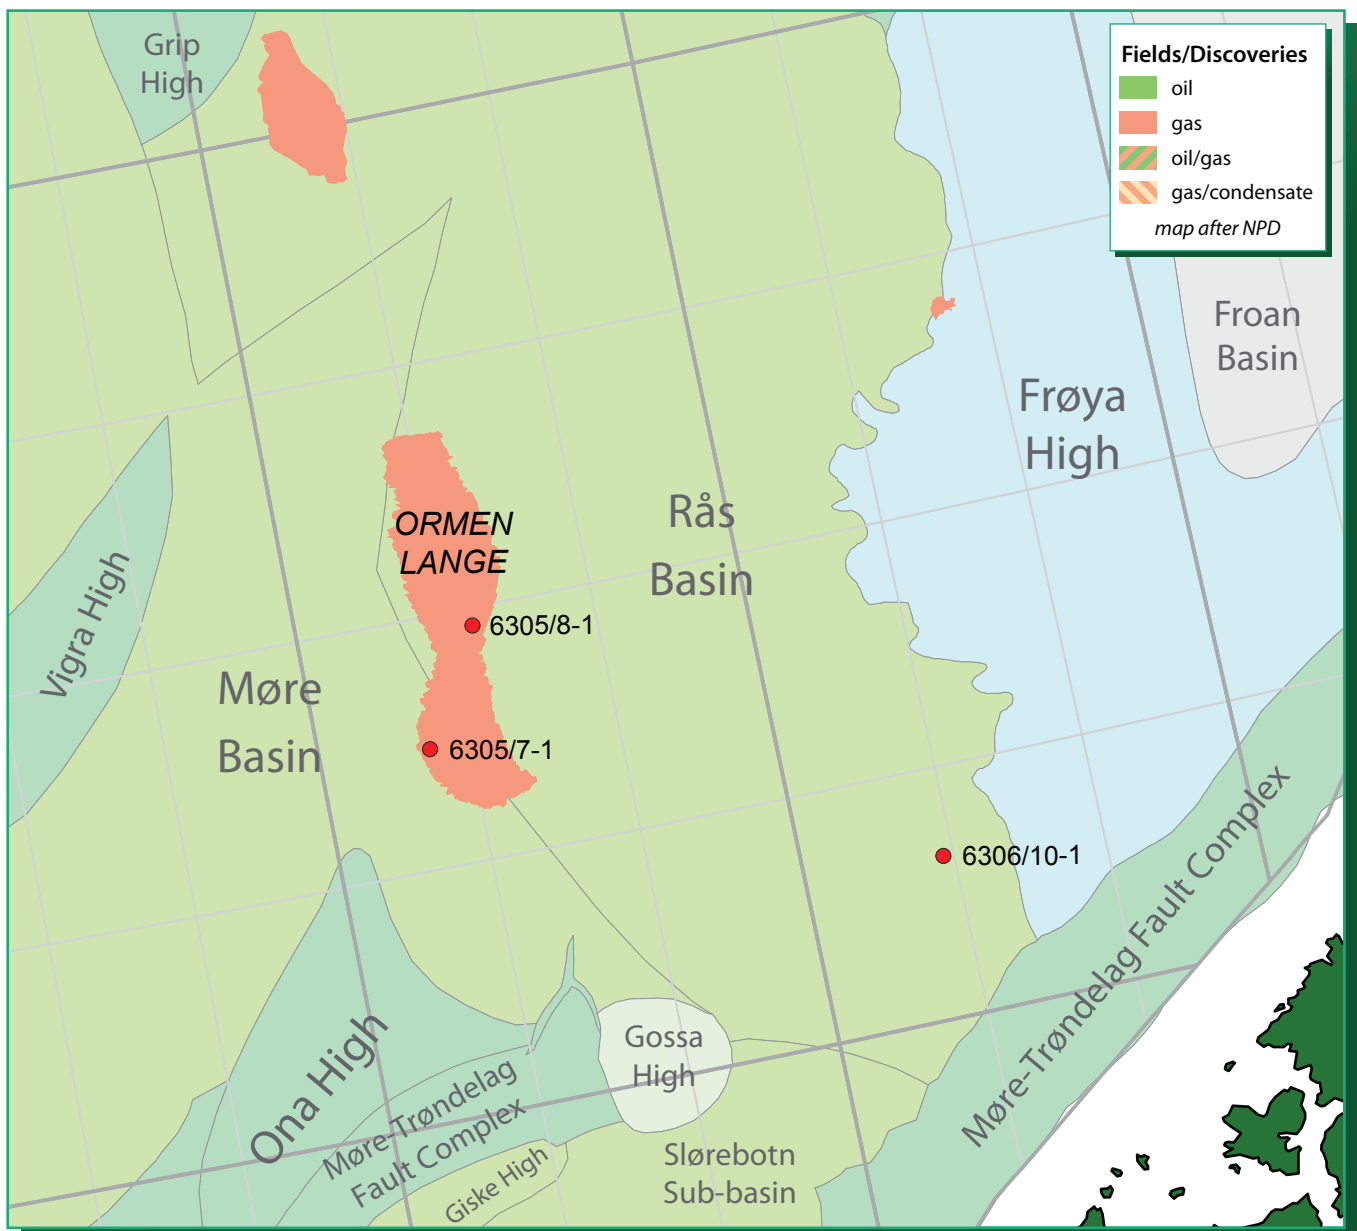 Grip
High
Fields/Discoveries
oil
gas
oil/gas
gas/condensate
map after NPD
Froan
Basin
Frøya
High
ORMEN
LANGE
Rås
Basin
Vigra High
6305/8-1
Møre
Basin
6305/7-1
6306/10-1
Møre-Trøndelag Fault Complex
Ona High
Gossa
High
Møre-Trøndelag
Fault Complex
Giske High
Slørebotn
Sub-basin